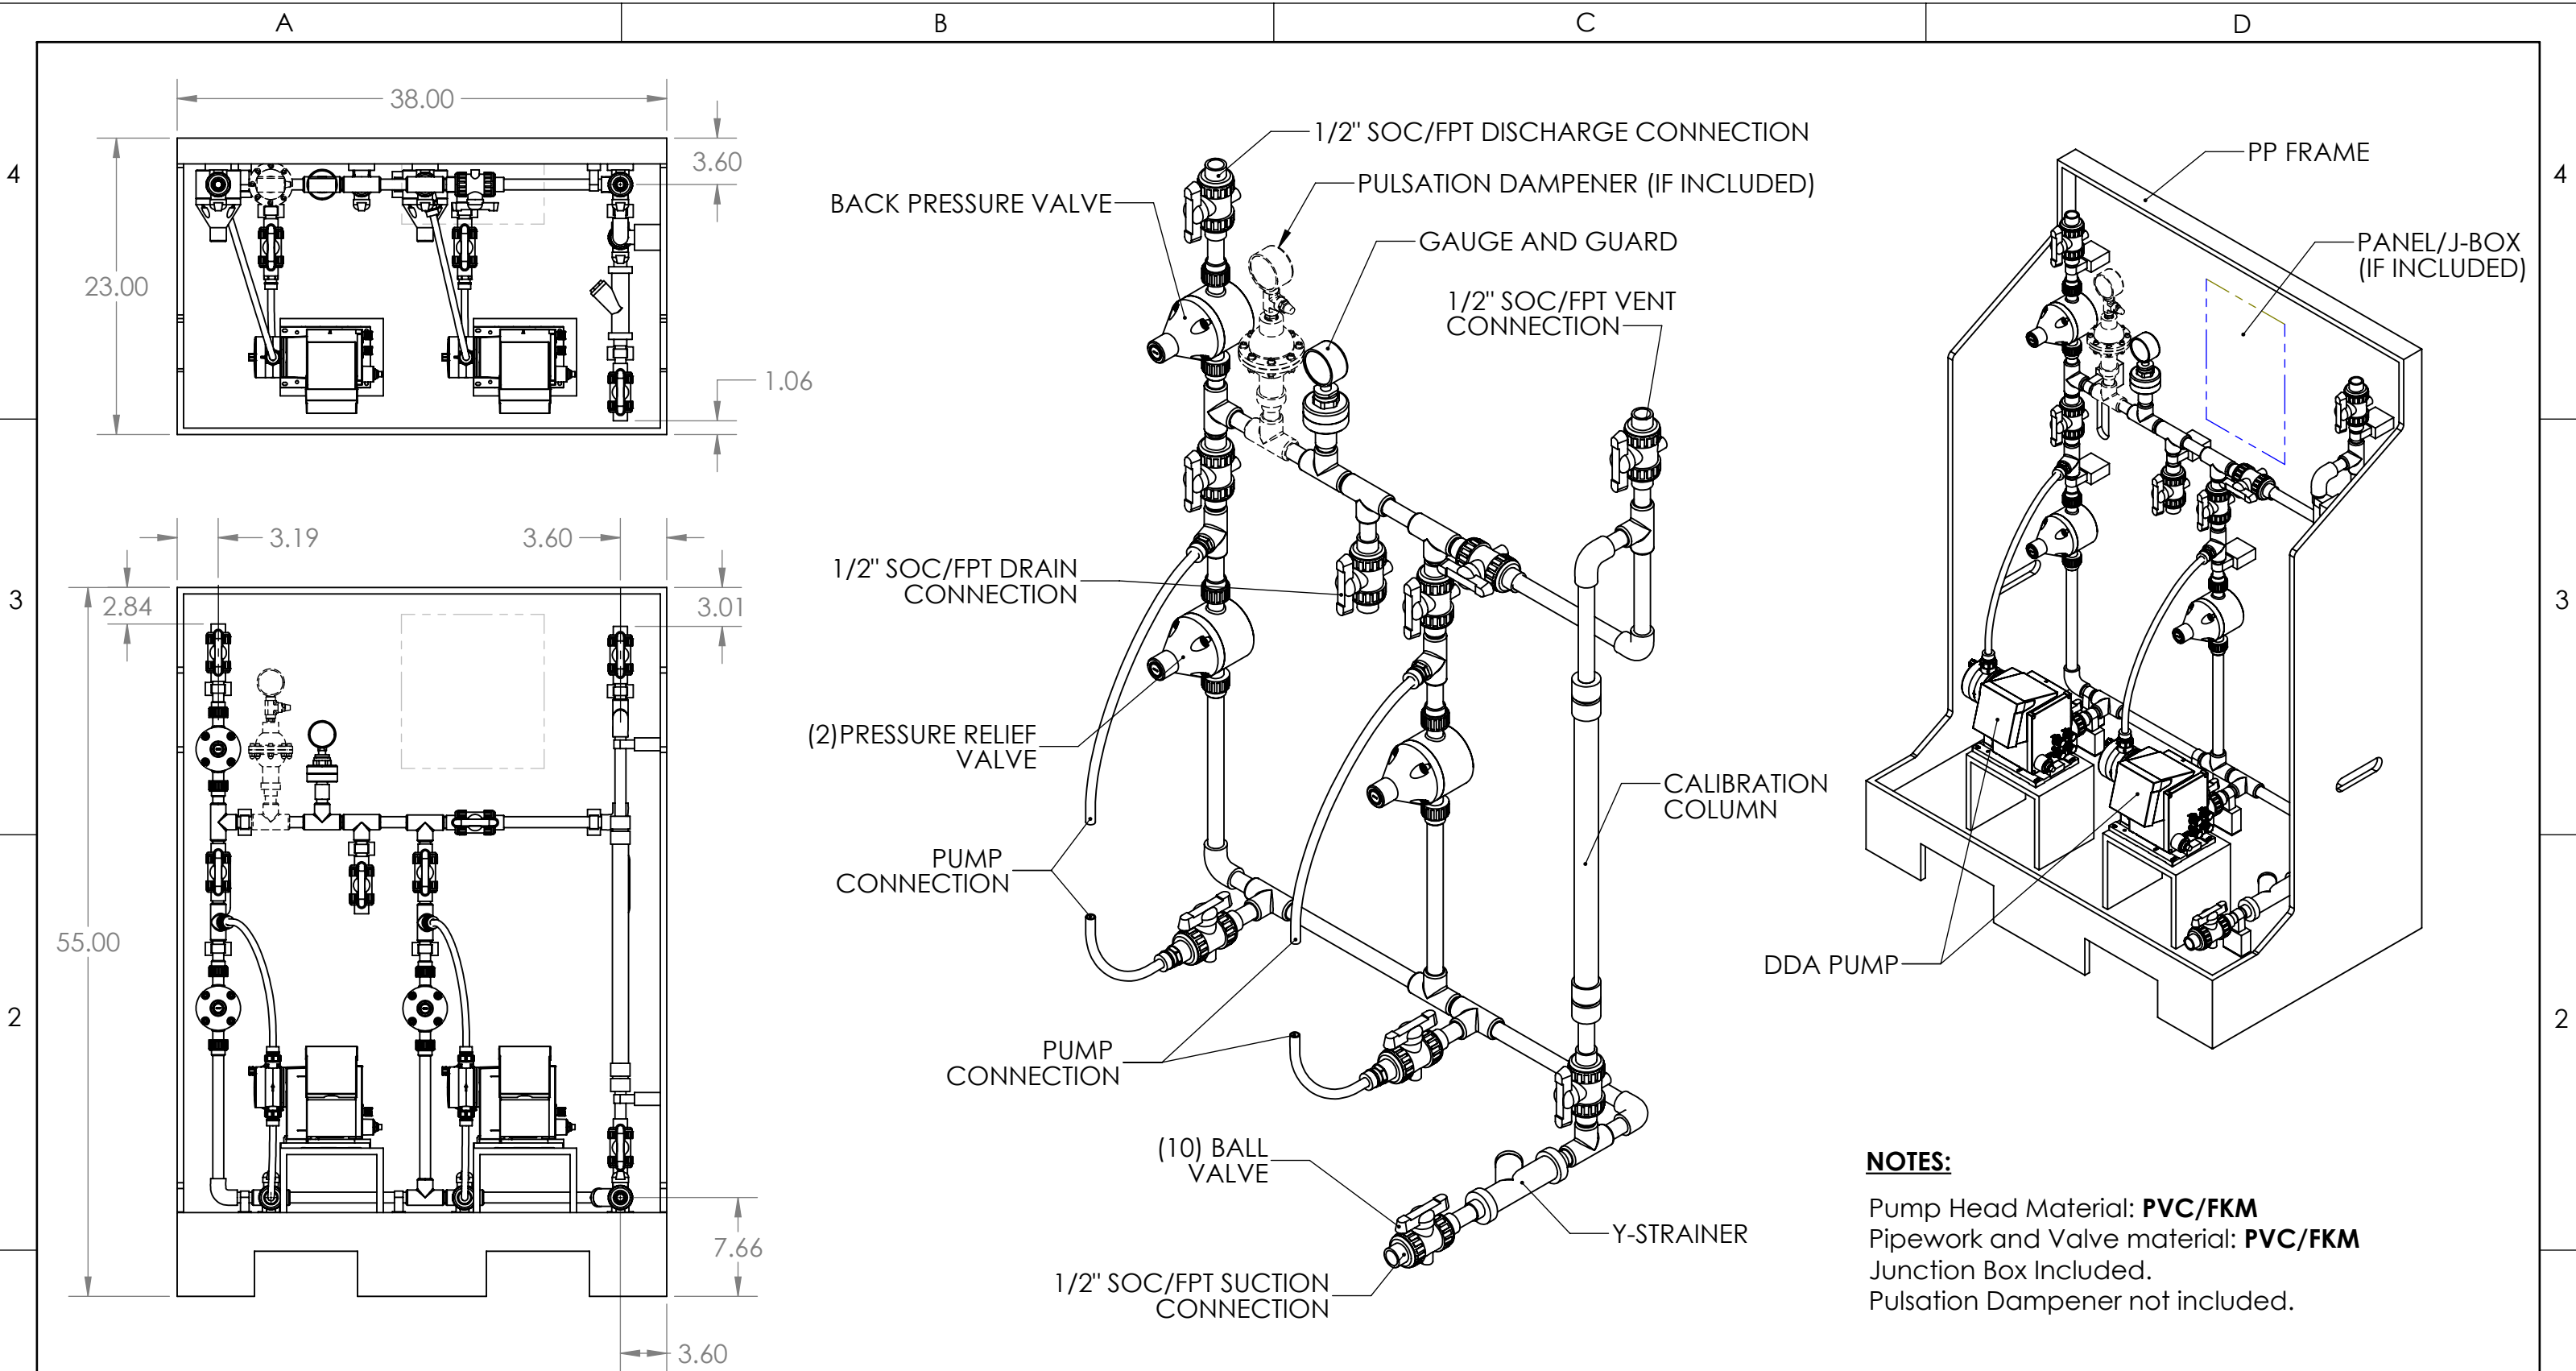 A
B
C
D
4
4
3
3
2
2
38.00
3.60
23.00
1.06
3.19
3.60
2.84
3.01
55.00
7.66
3.60
1/2" SOC/FPT DISCHARGE CONNECTION
PULSATION DAMPENER (IF INCLUDED)
BACK PRESSURE VALVE
GAUGE AND GUARD
1/2" SOC/FPT VENT
CONNECTION
1/2" SOC/FPT DRAIN
CONNECTION
(2)PRESSURE RELIEF
VALVE
CALIBRATION
COLUMN
PUMP
CONNECTION
PUMP
CONNECTION
(10) BALL
VALVE
Y-STRAINER
1/2" SOC/FPT SUCTION
CONNECTION
PP FRAME
PANEL/J-BOX
(IF INCLUDED)
DDA PUMP
NOTES:
Pump Head Material: PVC/FKM
Pipework and Valve material: PVC/FKM
Junction Box Included.
Pulsation Dampener not included.